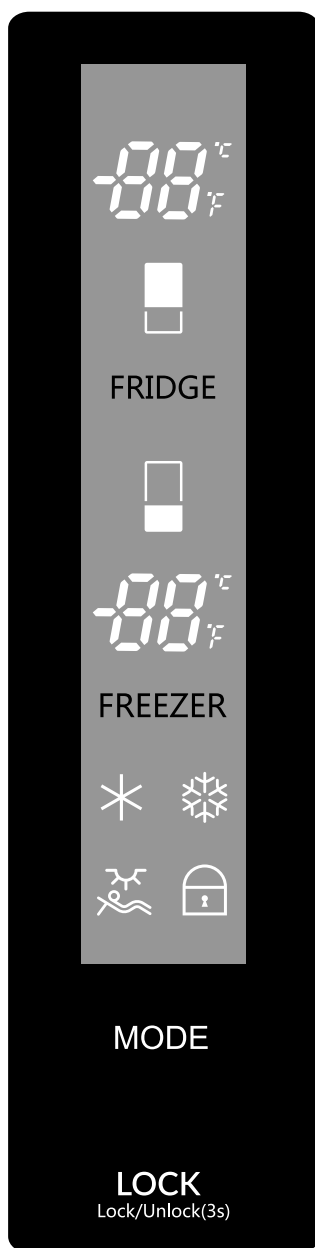 -88 °C
°F
FRIDGE
-88 °C
°F
FREEZER
MODE
LOCK
Lock/Unlock(3s)